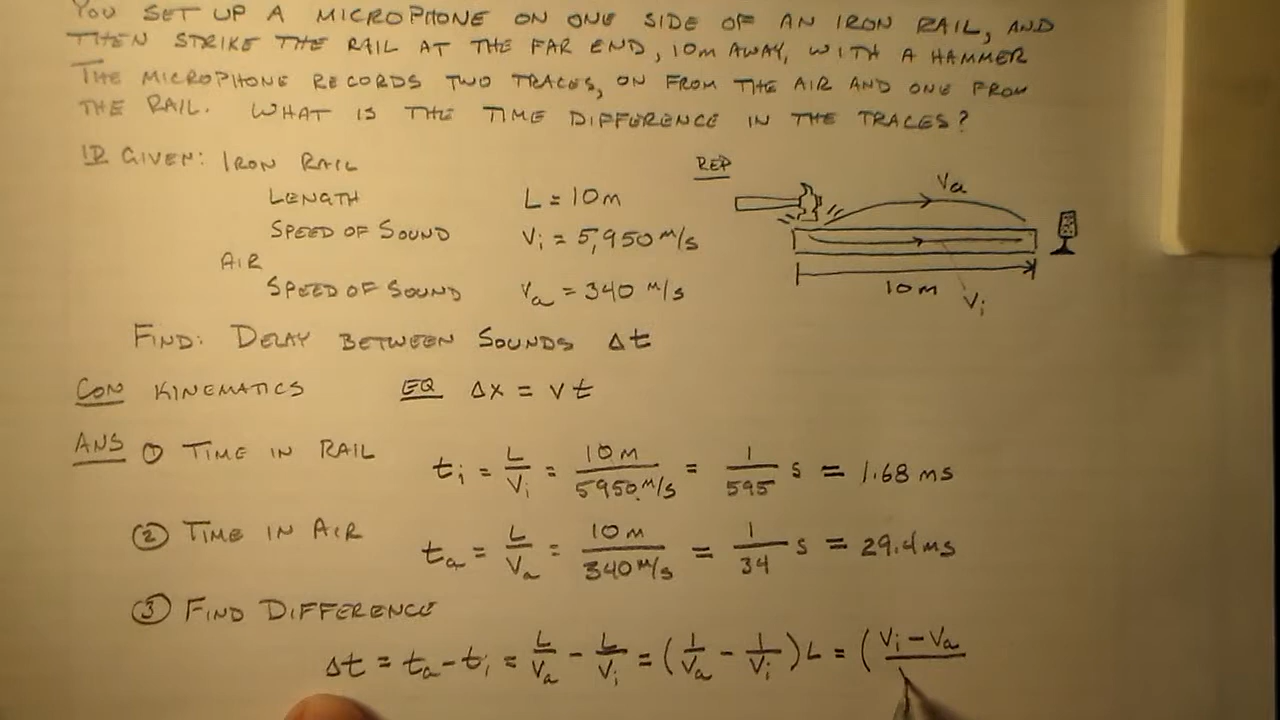 YOU SET UP A MICROPHONE ON ONE SIDE OF AN IRON RAIL, AND
THEN STRIKE THE RAIL AT THE FAR END, 10m AWAY, WITH A HAMMER
THE MICROPHONE RECORDS TWO TRACES, ON FROM THE AIR AND ONE FROM
THE RAIL. WHAT IS THE TIME DIFFERENCE IN THE TRACES?
ID GIVEN: IRON RAIL
LENGTH L = 10m
SPEED OF SOUND Vi = 5,950 m/s
AIR
SPEED OF SOUND Va = 340 m/s
REP
Va
10m
Vi
FIND: DELAY BETWEEN SOUNDS Δt
CON KINEMATICS EQ Δx = vt
ANS ① TIME IN RAIL ti = L/Vi = 10m/5950 m/s = 1/595 s = 1.68 ms
② TIME IN AIR ta = L/Va = 10m/340 m/s = 1/34 s = 29.4 ms
③ FIND DIFFERENCE
Δt = ta - ti = L/Va - L/Vi = (1/Va - 1/Vi)L = (Vi - Va